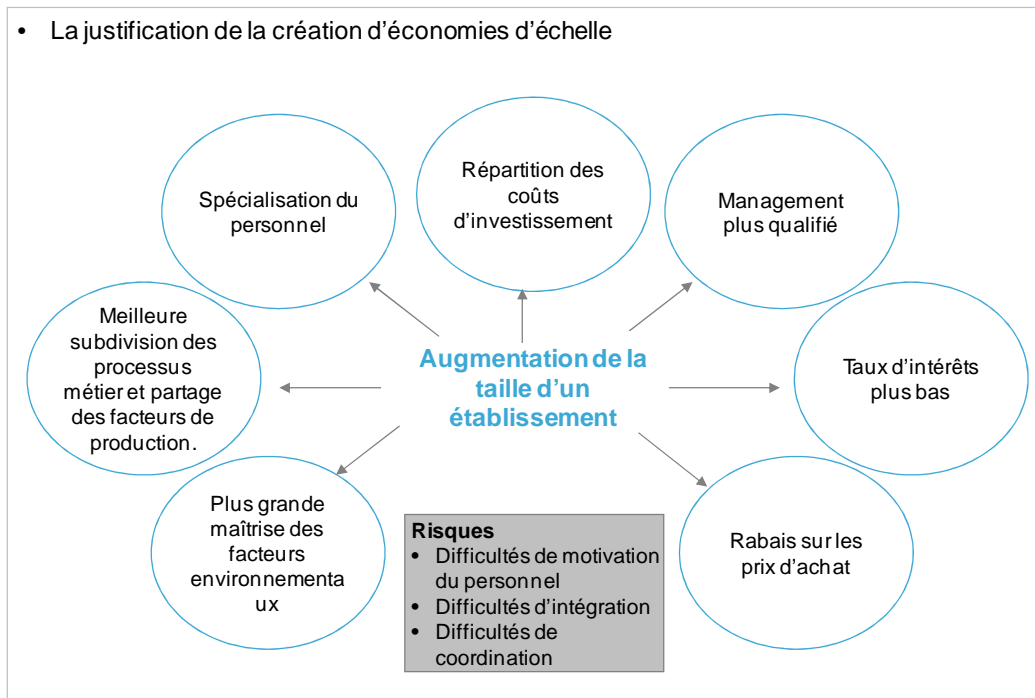 • La justification de la création d'économies d'échelle
Répartition des
coûts
d'investissement
Spécialisation du
personnel
Management
plus qualifié
Meilleure
subdivision des
processus
métier et partage
des facteurs de
production.
Augmentation de la
taille d'un
établissement
Taux d'intérêts
plus bas
Plus grande
maîtrise des
facteurs
environnementa
ux
Risques
• Difficultés de motivation
du personnel
• Difficultés d'intégration
• Difficultés de
coordination
Rabais sur les
prix d'achat